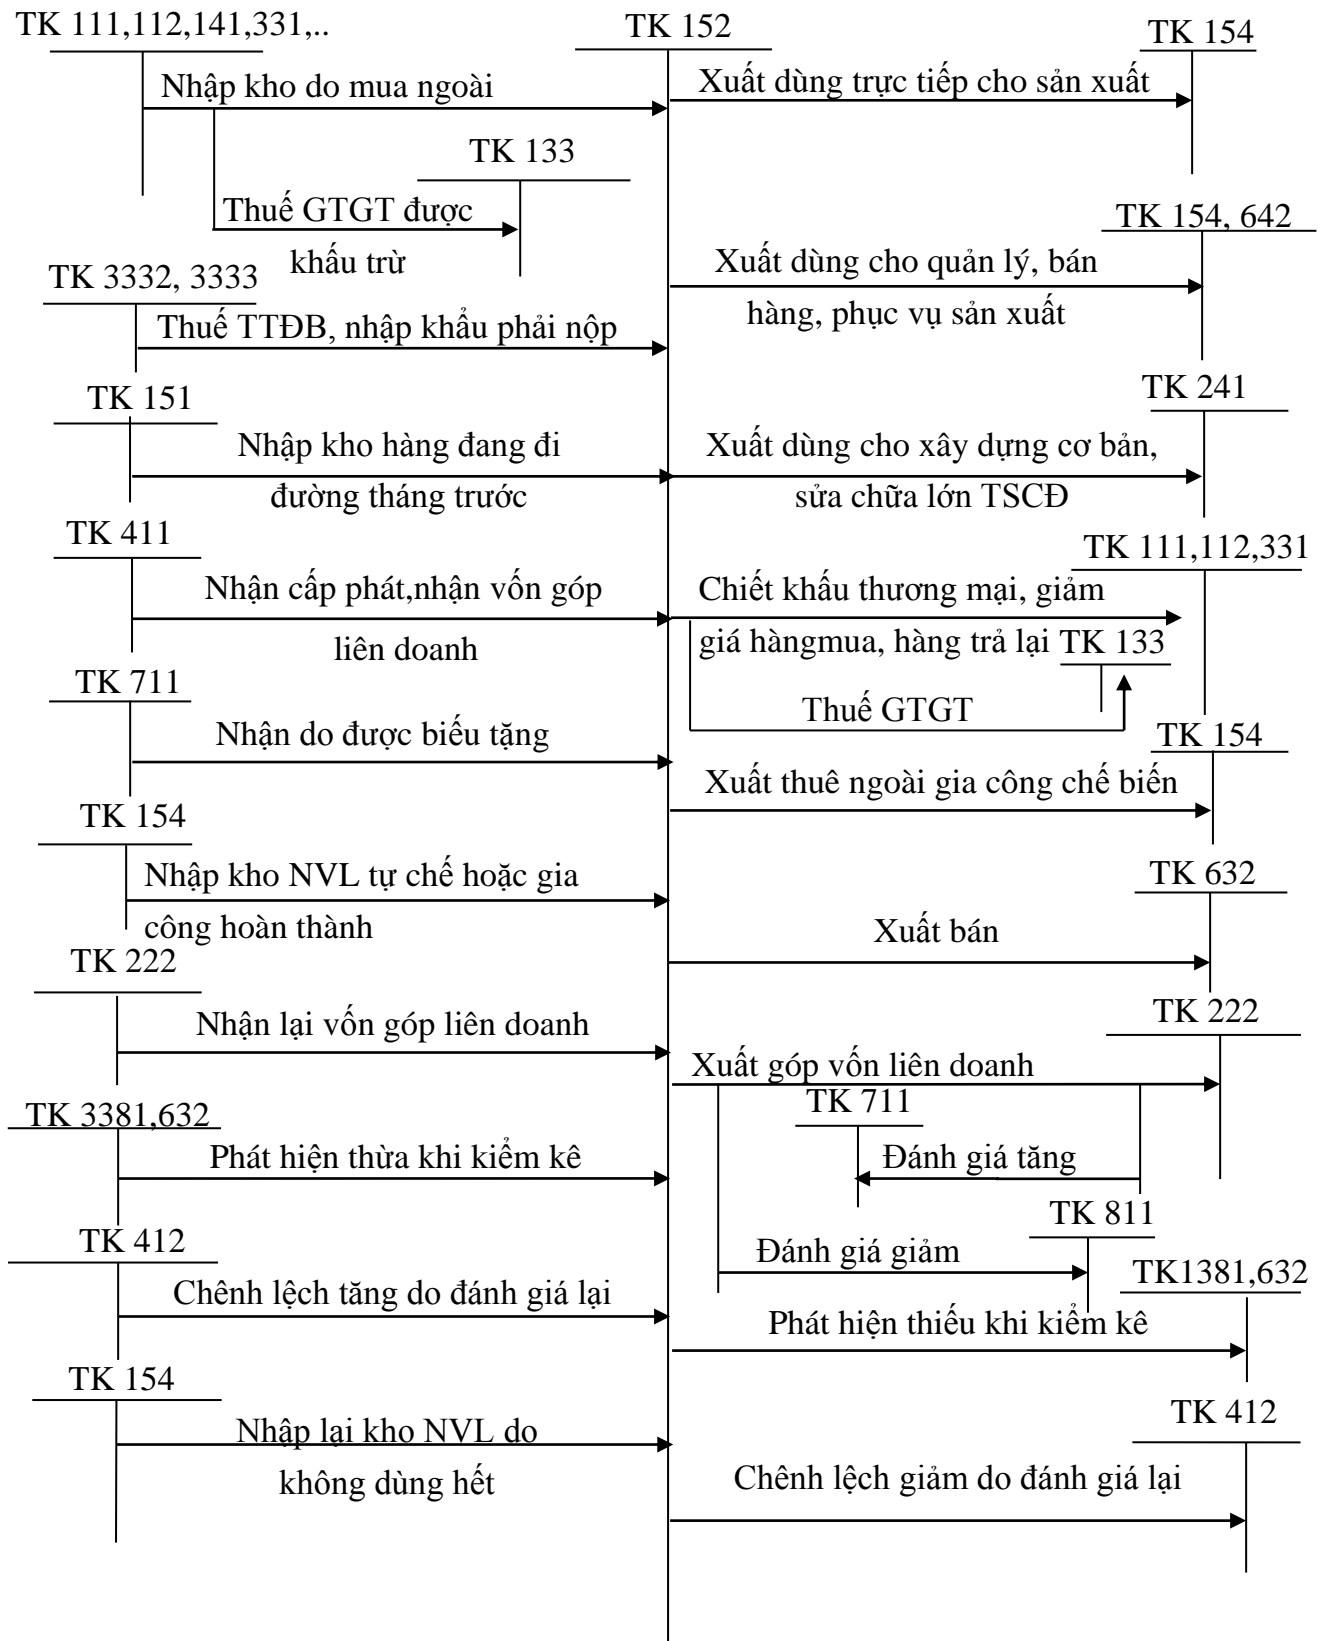 TK 111,112,141,331,..
TK 152
TK 154
Nhập kho do mua ngoài
Xuất dùng trực tiếp cho sản xuất
TK 133
Thuế GTGT được
khấu trừ
TK 154, 642
Xuất dùng cho quản lý, bán
hàng, phục vụ sản xuất
TK 3332, 3333
Thuế TTĐB, nhập khẩu phải nộp
TK 151
TK 241
Nhập kho hàng đang đi
đường tháng trước
Xuất dùng cho xây dựng cơ bản,
sửa chữa lớn TSCĐ
TK 411
TK 111,112,331
Nhận cấp phát,nhận vốn góp
liên doanh
Chiết khấu thương mại, giảm
giá hàngmua, hàng trả lại
TK 133
Thuế GTGT
TK 711
Nhận do được biếu tặng
TK 154
Xuất thuê ngoài gia công chế biến
TK 154
Nhập kho NVL tự chế hoặc gia
công hoàn thành
TK 632
Xuất bán
TK 222
Nhận lại vốn góp liên doanh
TK 222
Xuất góp vốn liên doanh
TK 711
Đánh giá tăng
TK 3381,632
Phát hiện thừa khi kiểm kê
TK 811
Đánh giá giảm
TK 412
Chênh lệch tăng do đánh giá lại
TK1381,632
Phát hiện thiếu khi kiểm kê
TK 154
Nhập lại kho NVL do
không dùng hết
TK 412
Chênh lệch giảm do đánh giá lại